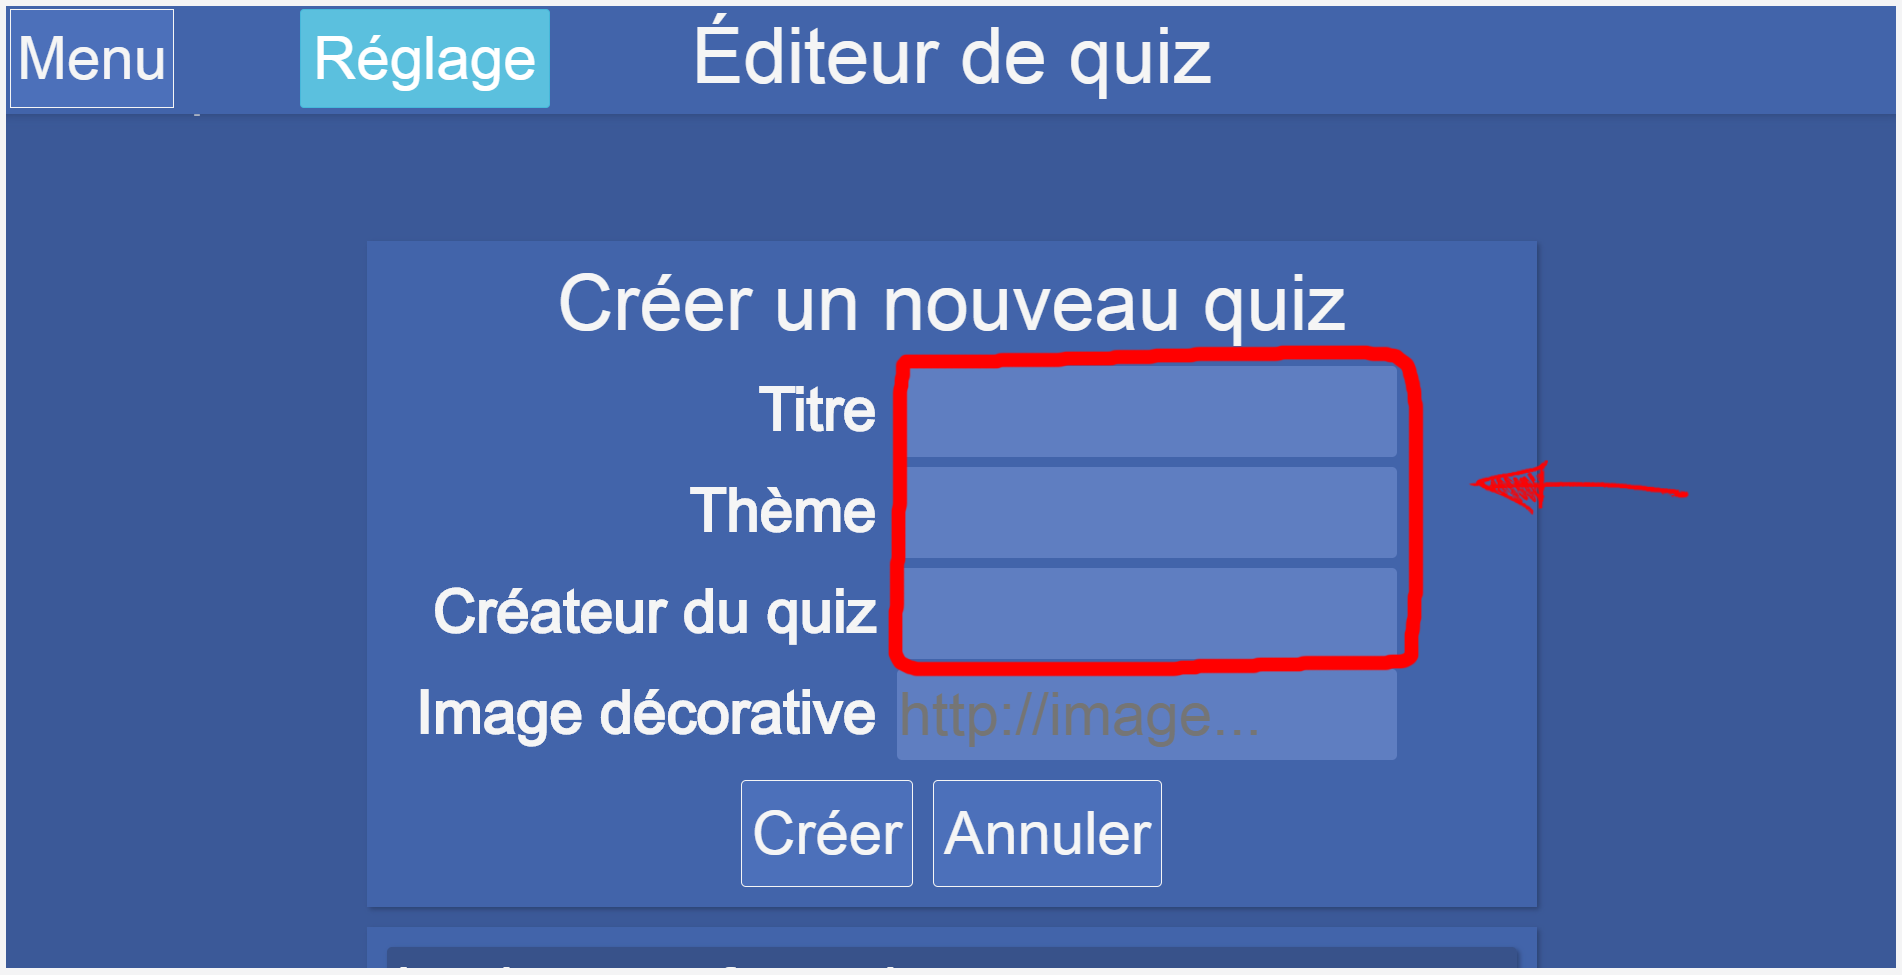 Menu
Réglage
Éditeur de quiz
Créer un nouveau quiz
Titre
Thème
Créateur du quiz
Image décorative
http://image...
Créer
Annuler